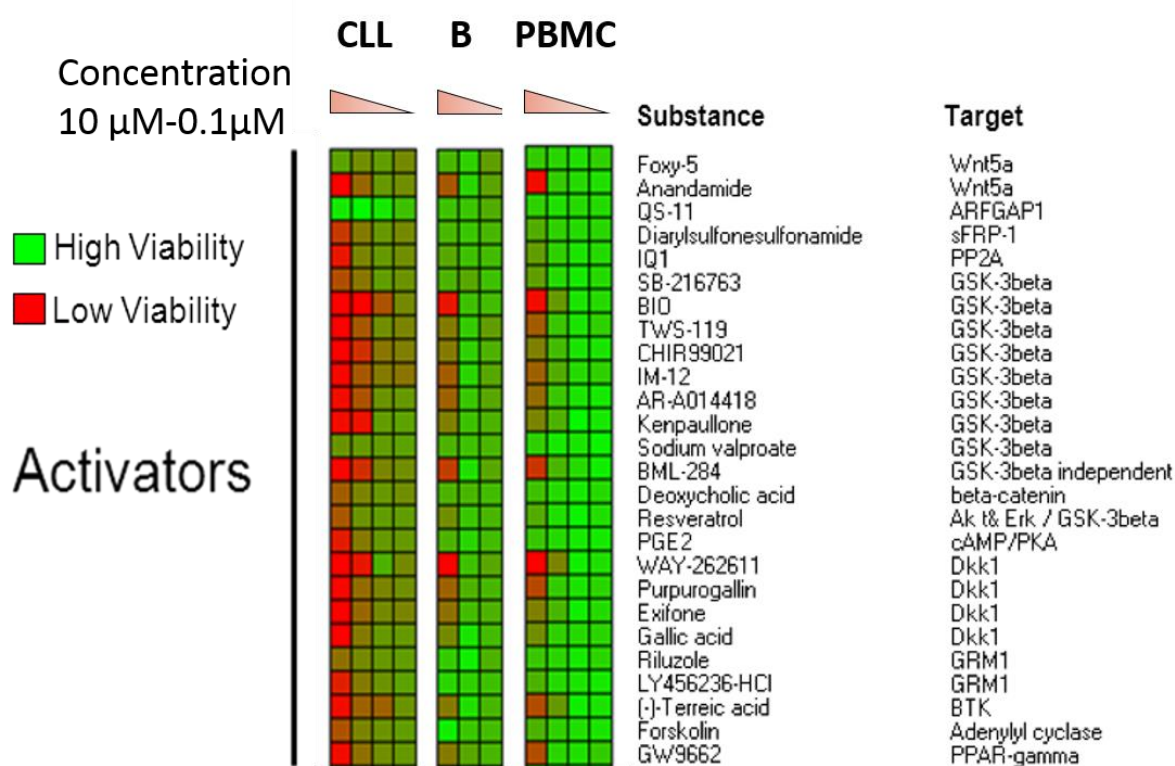 CLL B PBMC
Concentration
10 µM-0.1µM
Substance Target
Foxy-5 Wnt5a
Anandamide Wnt5a
QS-11 ARFGAP1
Diarylsulfonesulfonamide sFRP-1
IQ1 PP2A
SB-216763 GSK-3beta
BIO GSK-3beta
TWS-119 GSK-3beta
CHIR99021 GSK-3beta
IM-12 GSK-3beta
AR-A014418 GSK-3beta
Kenpaullone GSK-3beta
Sodium valproate GSK-3beta
BML-284 GSK-3beta independent
Deoxycholic acid beta-catenin
Resveratrol Ak t& Erk / GSK-3beta
PGE2 cAMP/PKA
WAY-262611 Dkk1
Purpurogallin Dkk1
Exifone Dkk1
Gallic acid Dkk1
Riluzole GRM1
LY456236-HCl GRM1
(-)-Terreic acid BTK
Forskolin Adenylyl cyclase
GW9662 PPAR-gamma
High Viability
Low Viability
Activators